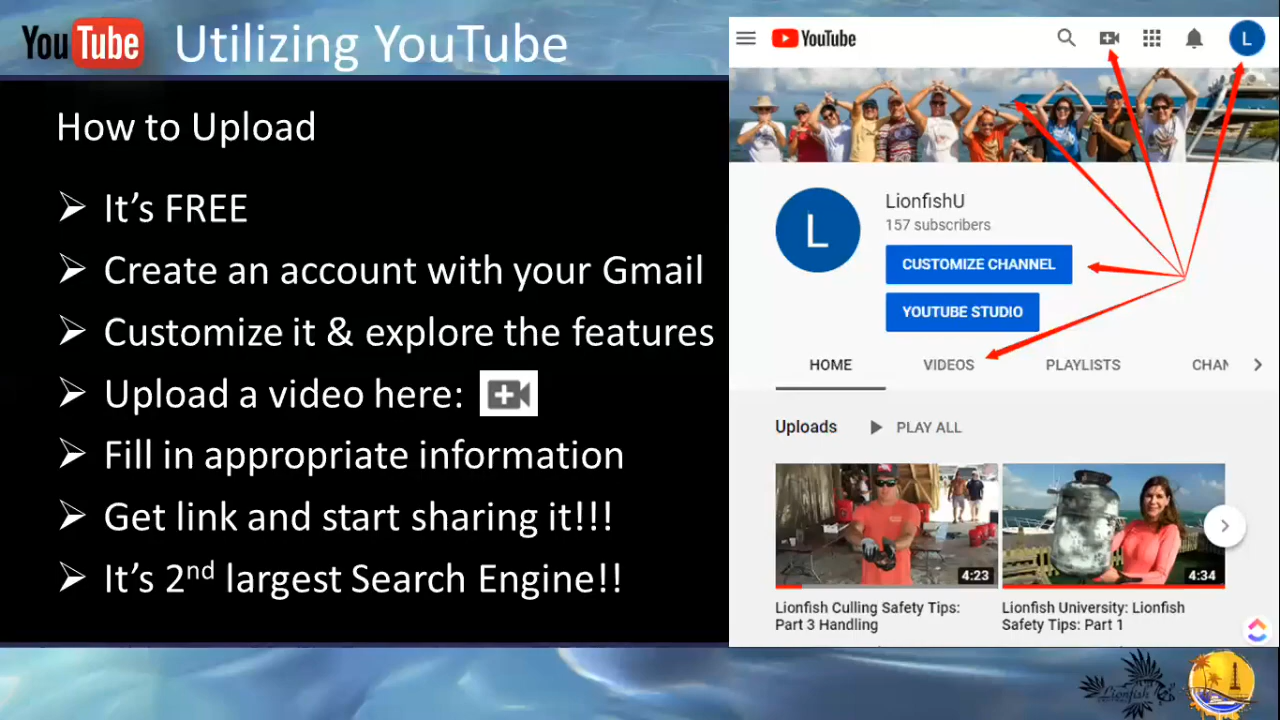 YouTube Utilizing YouTube
How to Upload
It's FREE
Create an account with your Gmail
Customize it & explore the features
Upload a video here:
Fill in appropriate information
Get link and start sharing it!!!
It's 2nd largest Search Engine!!
YouTube
L
L
LionfishU
157 subscribers
CUSTOMIZE CHANNEL
YOUTUBE STUDIO
HOME VIDEOS PLAYLISTS CHAN
Uploads PLAY ALL
4:23 4:34
Lionfish Culling Safety Tips:
Part 3 Handling
Lionfish University: Lionfish
Safety Tips: Part 1
Lionfish